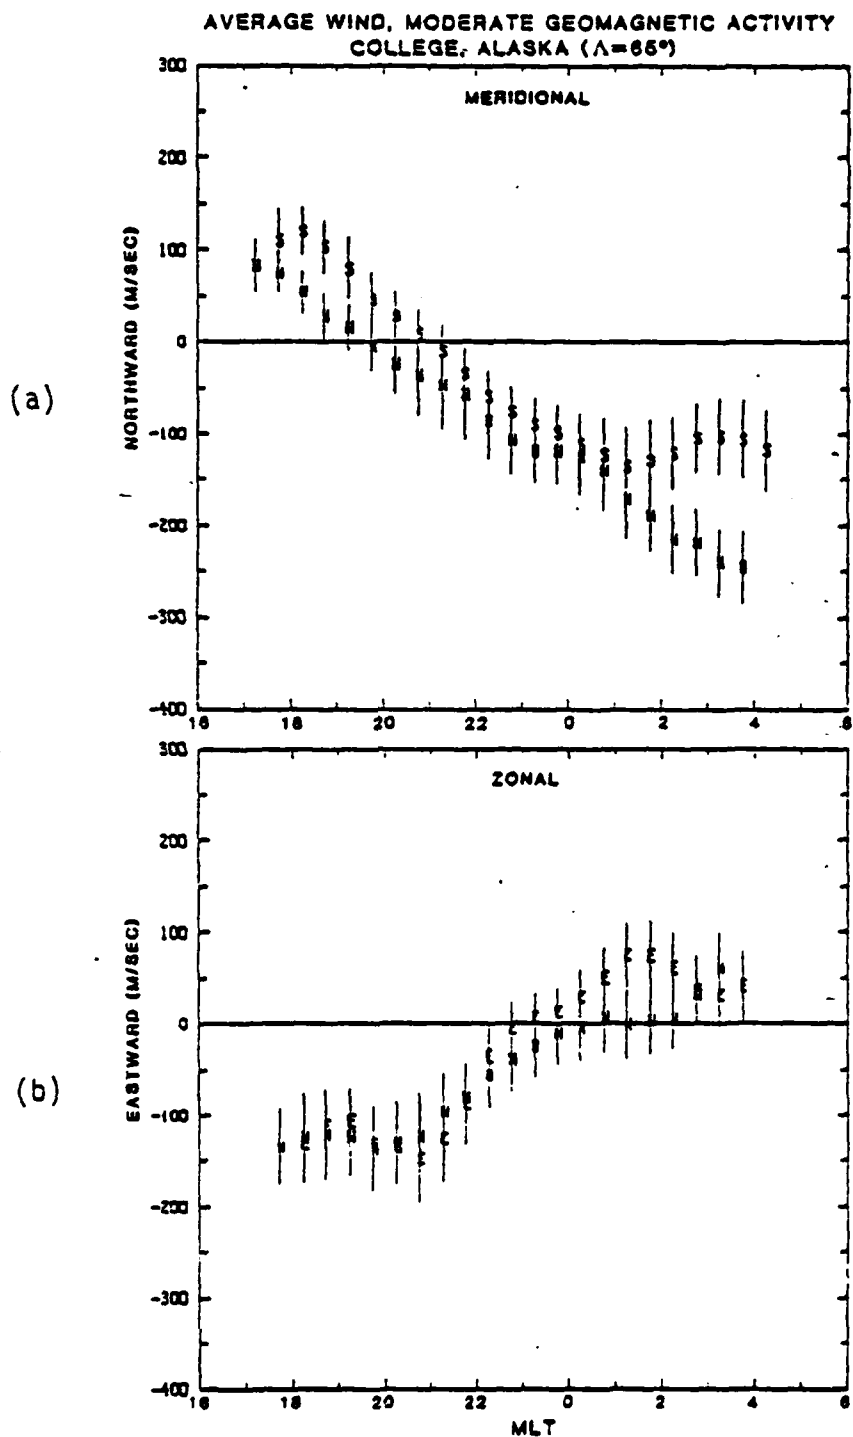 AVERAGE WIND, MODERATE GEOMAGNETIC ACTIVITY
COLLEGE, ALASKA (Λ=65°)
(a)
NORTHWARD (M/SEC)
MERIDIONAL
300
200
100
0
-100
-200
-300
-400
16 18 20 22 0 2 4 6
(b)
EASTWARD (M/SEC)
ZONAL
300
200
100
0
-100
-200
-300
-400
16 18 20 22 0 2 4 6
MLT